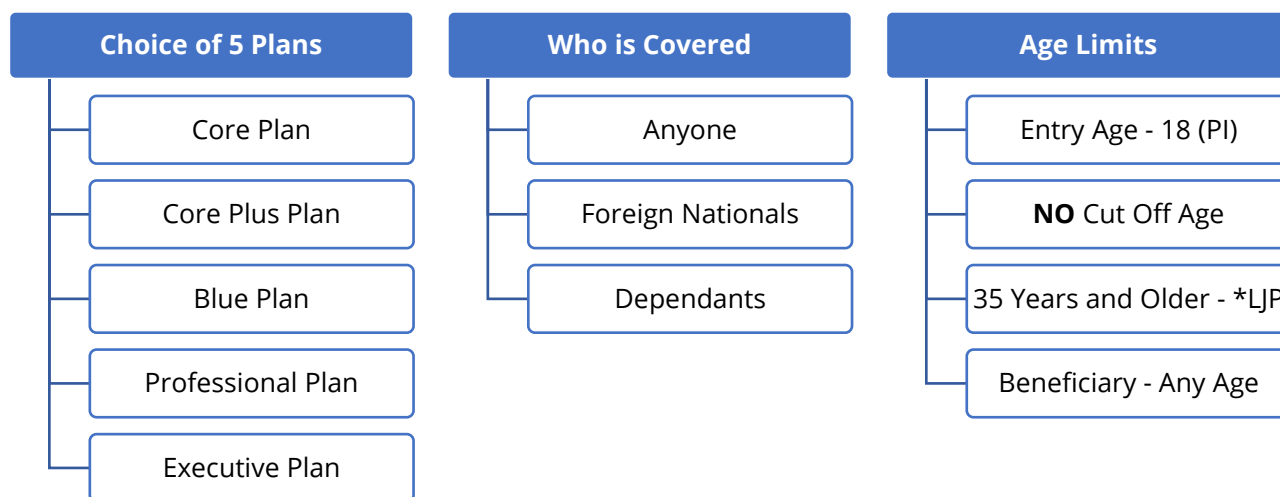 Choice of 5 Plans
Core Plan
Core Plus Plan
Blue Plan
Professional Plan
Executive Plan
Who is Covered
Anyone
Foreign Nationals
Dependants
Age Limits
Entry Age - 18 (PI)
NO Cut Off Age
35 Years and Older - *LJP
Beneficiary - Any Age